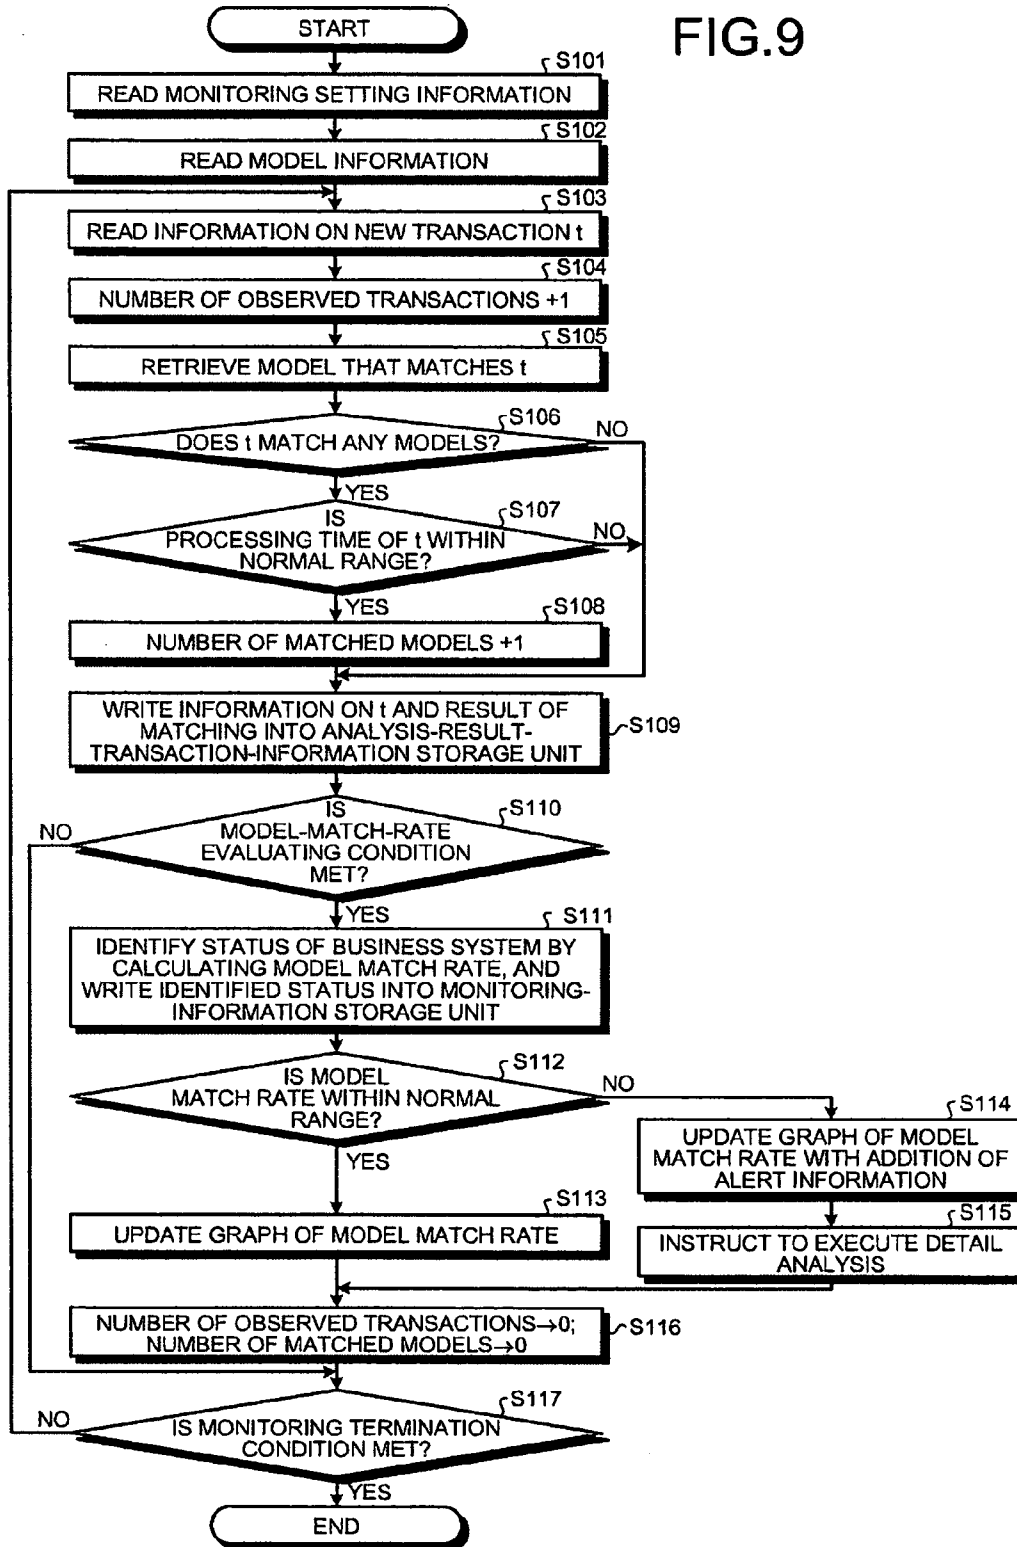 FIG.9
START
S101
READ MONITORING SETTING INFORMATION
S102
READ MODEL INFORMATION
S103
READ INFORMATION ON NEW TRANSACTION t
S104
NUMBER OF OBSERVED TRANSACTIONS +1
S105
RETRIEVE MODEL THAT MATCHES t
S106
DOES t MATCH ANY MODELS?
NO
YES
S107
IS
PROCESSING TIME OF t WITHIN
NORMAL RANGE?
NO
YES
S108
NUMBER OF MATCHED MODELS +1
WRITE INFORMATION ON t AND RESULT OF
MATCHING INTO ANALYSIS-RESULT-
TRANSACTION-INFORMATION STORAGE UNIT
S109
S110
IS
MODEL-MATCH-RATE
EVALUATING CONDITION
MET?
NO
YES
S111
IDENTIFY STATUS OF BUSINESS SYSTEM BY
CALCULATING MODEL MATCH RATE, AND
WRITE IDENTIFIED STATUS INTO MONITORING-
INFORMATION STORAGE UNIT
S112
IS MODEL
MATCH RATE WITHIN NORMAL
RANGE?
NO
YES
S114
UPDATE GRAPH OF MODEL
MATCH RATE WITH ADDITION OF
ALERT INFORMATION
S113
UPDATE GRAPH OF MODEL MATCH RATE
S115
INSTRUCT TO EXECUTE DETAIL
ANALYSIS
NUMBER OF OBSERVED TRANSACTIONS→0;
NUMBER OF MATCHED MODELS→0
S116
S117
IS MONITORING TERMINATION
CONDITION MET?
NO
YES
END